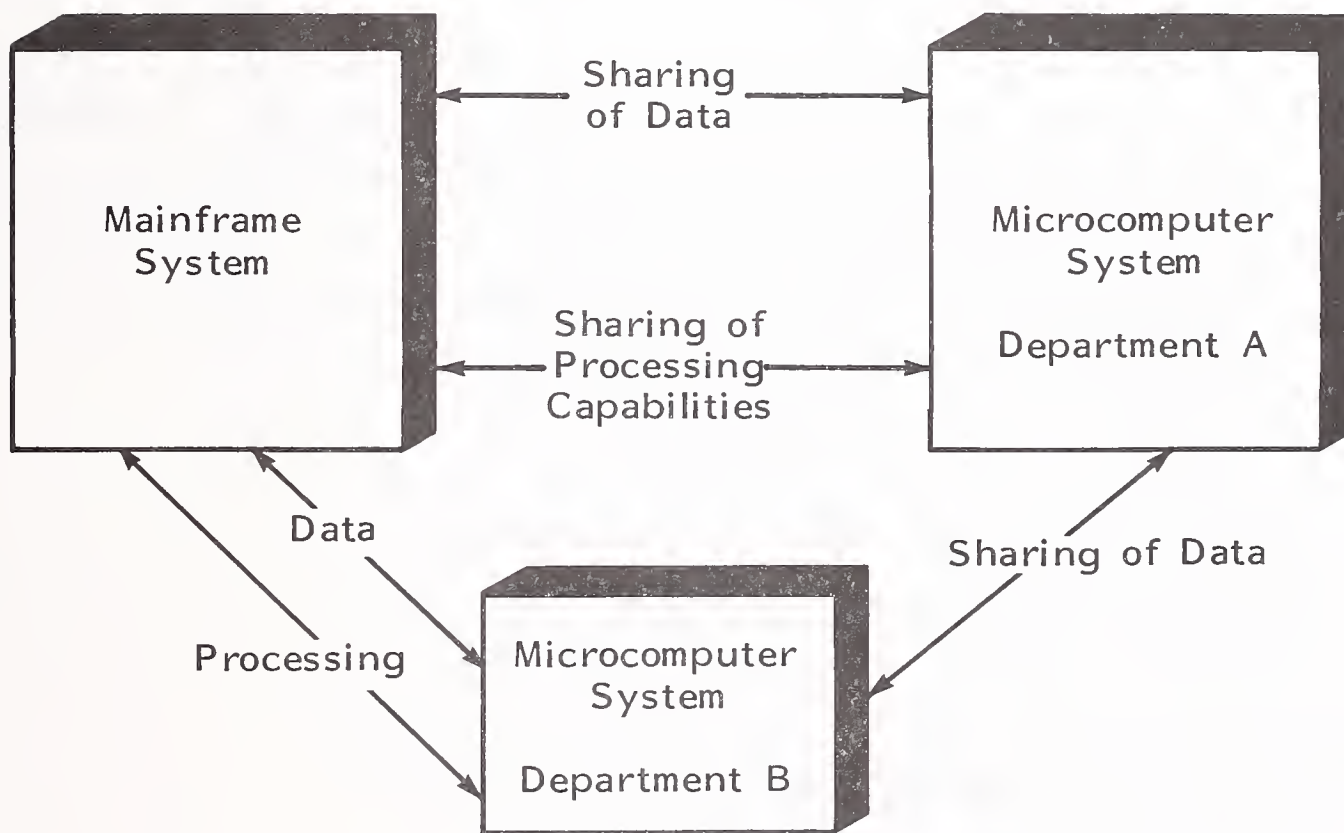 Sharing
of Data
Mainframe
System
Microcomputer
System
Department A
Sharing of
Processing
Capabilities
Data
Sharing of Data
Processing
Microcomputer
System
Department B